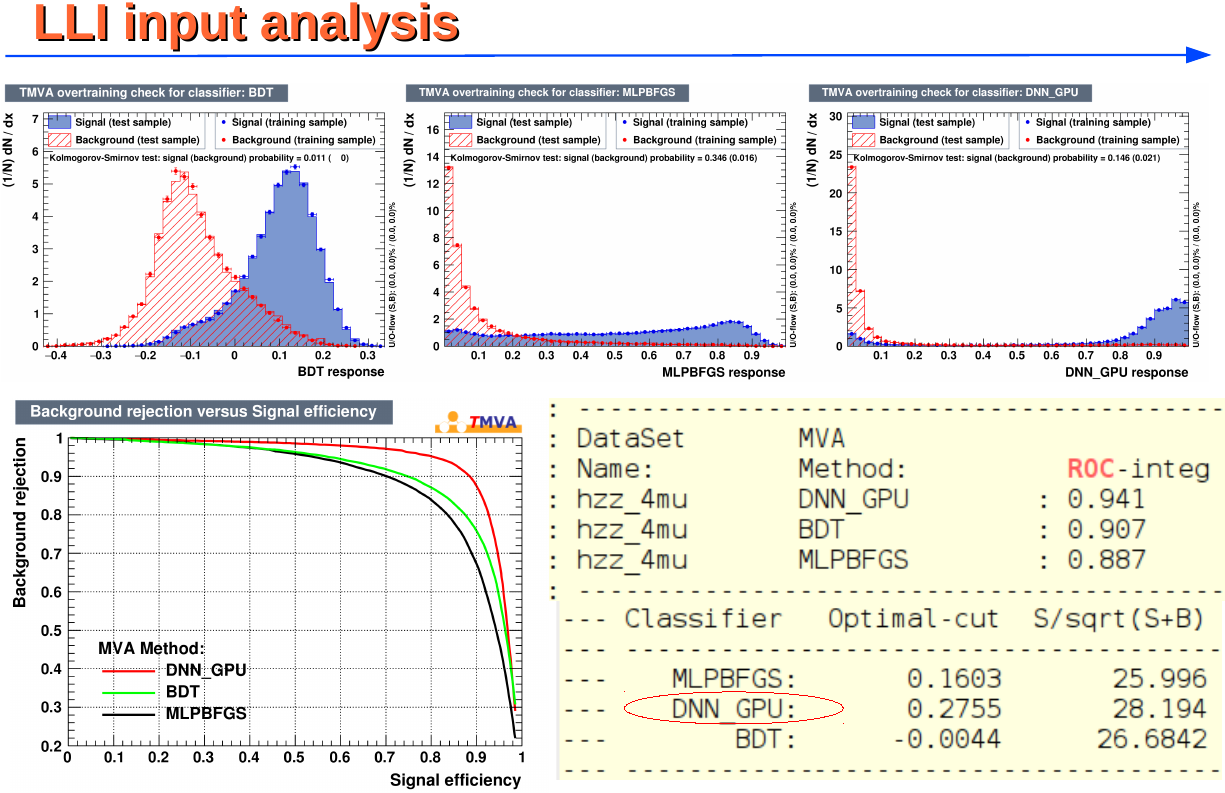 LLI input analysis
TMVA overtraining check for classifier: BDT
(1/N) dN / dx
Signal (test sample)
Background (test sample)
Signal (training sample)
Background (training sample)
Kolmogorov-Smirnov test: signal (background) probability = 0.011 ( 0)
7
6
5
4
3
2
1
0
-0.4 -0.3 -0.2 -0.1 0 0.1 0.2 0.3
BDT response
U/O-flow (S,B): (0.0, 0.0)% / (0.0, 0.0)%
TMVA overtraining check for classifier: MLPBFGS
(1/N) dN / dx
Signal (test sample)
Background (test sample)
Signal (training sample)
Background (training sample)
Kolmogorov-Smirnov test: signal (background) probability = 0.346 (0.016)
16
14
12
10
8
6
4
2
0
0.1 0.2 0.3 0.4 0.5 0.6 0.7 0.8 0.9
MLPBFGS response
U/O-flow (S,B): (0.0, 0.0)% / (0.0, 0.0)%
TMVA overtraining check for classifier: DNN_GPU
(1/N) dN / dx
Signal (test sample)
Background (test sample)
Signal (training sample)
Background (training sample)
Kolmogorov-Smirnov test: signal (background) probability = 0.146 (0.021)
30
25
20
15
10
5
0
0.1 0.2 0.3 0.4 0.5 0.6 0.7 0.8 0.9
DNN_GPU response
U/O-flow (S,B): (0.0, 0.0)% / (0.0, 0.0)%
Background rejection versus Signal efficiency
TMVA
Background rejection
1
0.9
0.8
0.7
0.6
0.5
0.4
0.3
0.2
MVA Method:
DNN_GPU
BDT
MLPBFGS
0 0.1 0.2 0.3 0.4 0.5 0.6 0.7 0.8 0.9 1
Signal efficiency
: --------------------------------------------
: DataSet MVA
: Name: Method: ROC-integ
: hzz_4mu DNN_GPU : 0.941
: hzz_4mu BDT : 0.907
: hzz_4mu MLPBFGS : 0.887
: --------------------------------------------
--- Classifier Optimal-cut S/sqrt(S+B)
--- ----------------------------------------
--- MLPBFGS: 0.1603 25.996
--- DNN_GPU: 0.2755 28.194
--- BDT: -0.0044 26.6842
--- ----------------------------------------